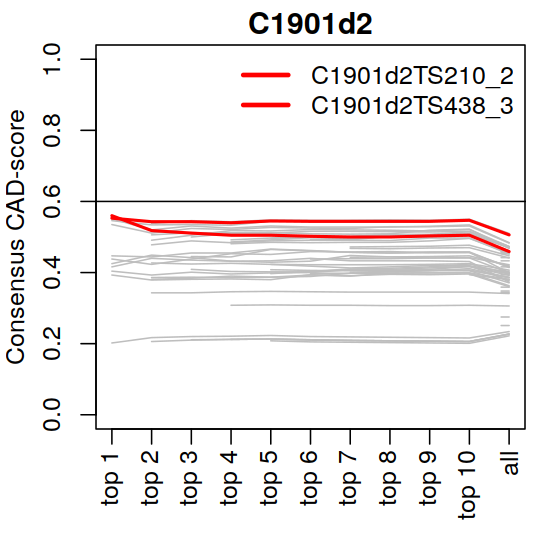 C1901d2
C1901d2TS210_2
C1901d2TS438_3
Consensus CAD-score
1.0
0.8
0.6
0.4
0.2
0.0
top 1
top 2
top 3
top 4
top 5
top 6
top 7
top 8
top 9
top 10
all